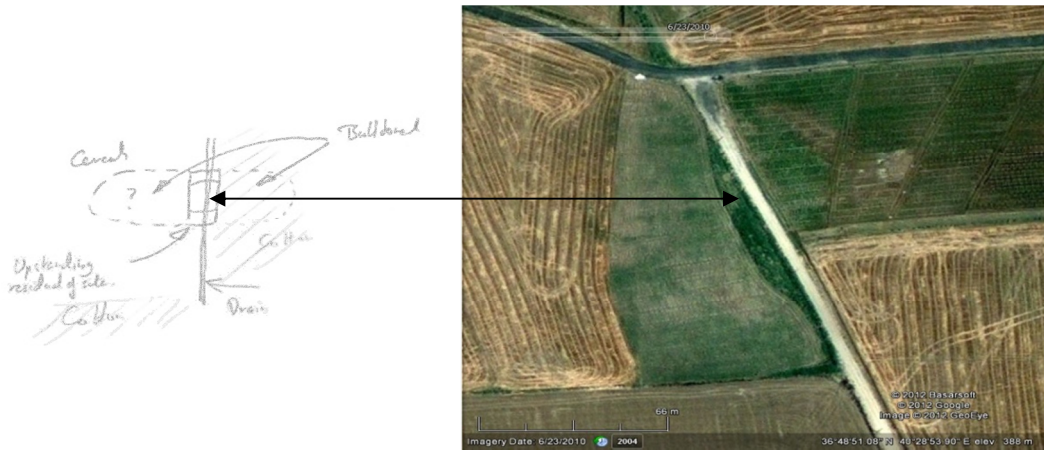 Bulldozed
Cereals
?
Cotton
Upstanding
residual of site.
Cotton
Drain
6/23/2010
66 m
© 2012 Basarsoft
© 2012 Google
Image © 2012 GeoEye
Imagery Date 6/23/2010 2004 36°48'51.08" N 40°28'53.90" E elev. 388 m